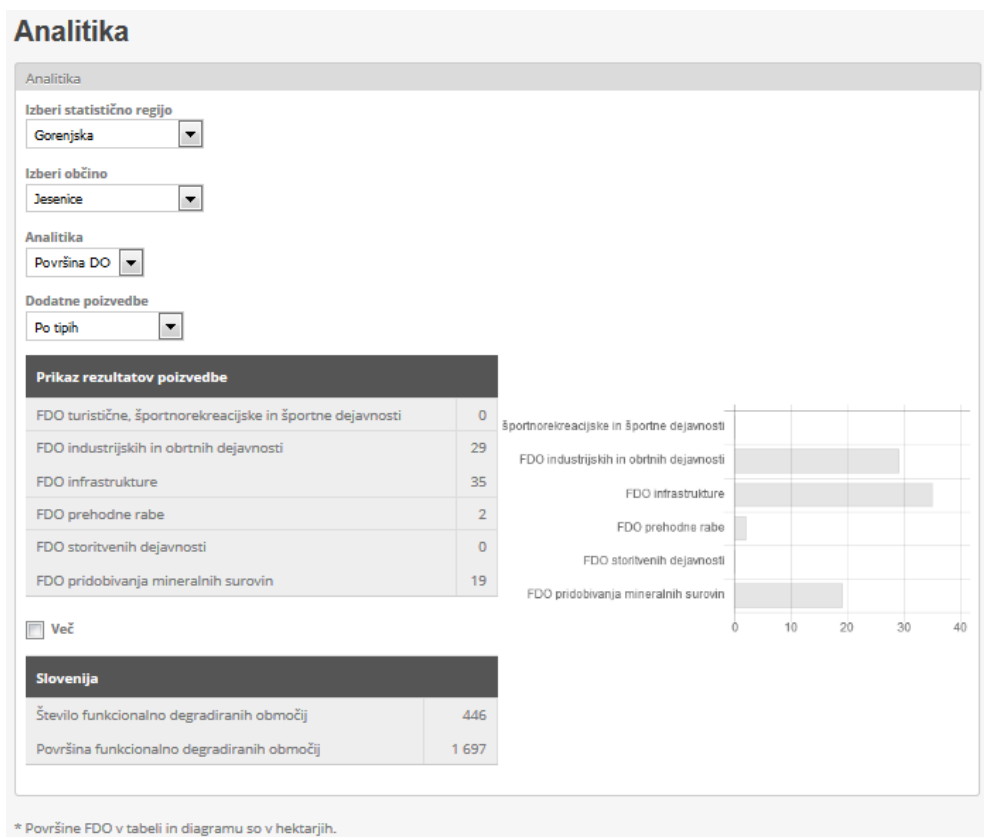 Analitika
Analitika
Izberi statistično regijo
Gorenjska
Izberi občino
Jesenice
Analitika
Površina DO
Dodatne poizvedbe
Po tipih
Prikaz rezultatov poizvedbe
FDO turistične, športnorekreacijske in športne dejavnosti 0
FDO industrijskih in obrtnih dejavnosti 29
FDO infrastrukture 35
FDO prehodne rabe 2
FDO storitvenih dejavnosti 0
FDO pridobivanja mineralnih surovin 19
športnorekreacijske in športne dejavnosti
FDO industrijskih in obrtnih dejavnosti
FDO infrastrukture
FDO prehodne rabe
FDO storitvenih dejavnosti
FDO pridobivanja mineralnih surovin
0 10 20 30 40
Več
Slovenija
Število funkcionalno degradiranih območij 446
Površina funkcionalno degradiranih območij 1 697
* Površine FDO v tabeli in diagramu so v hektarjih.